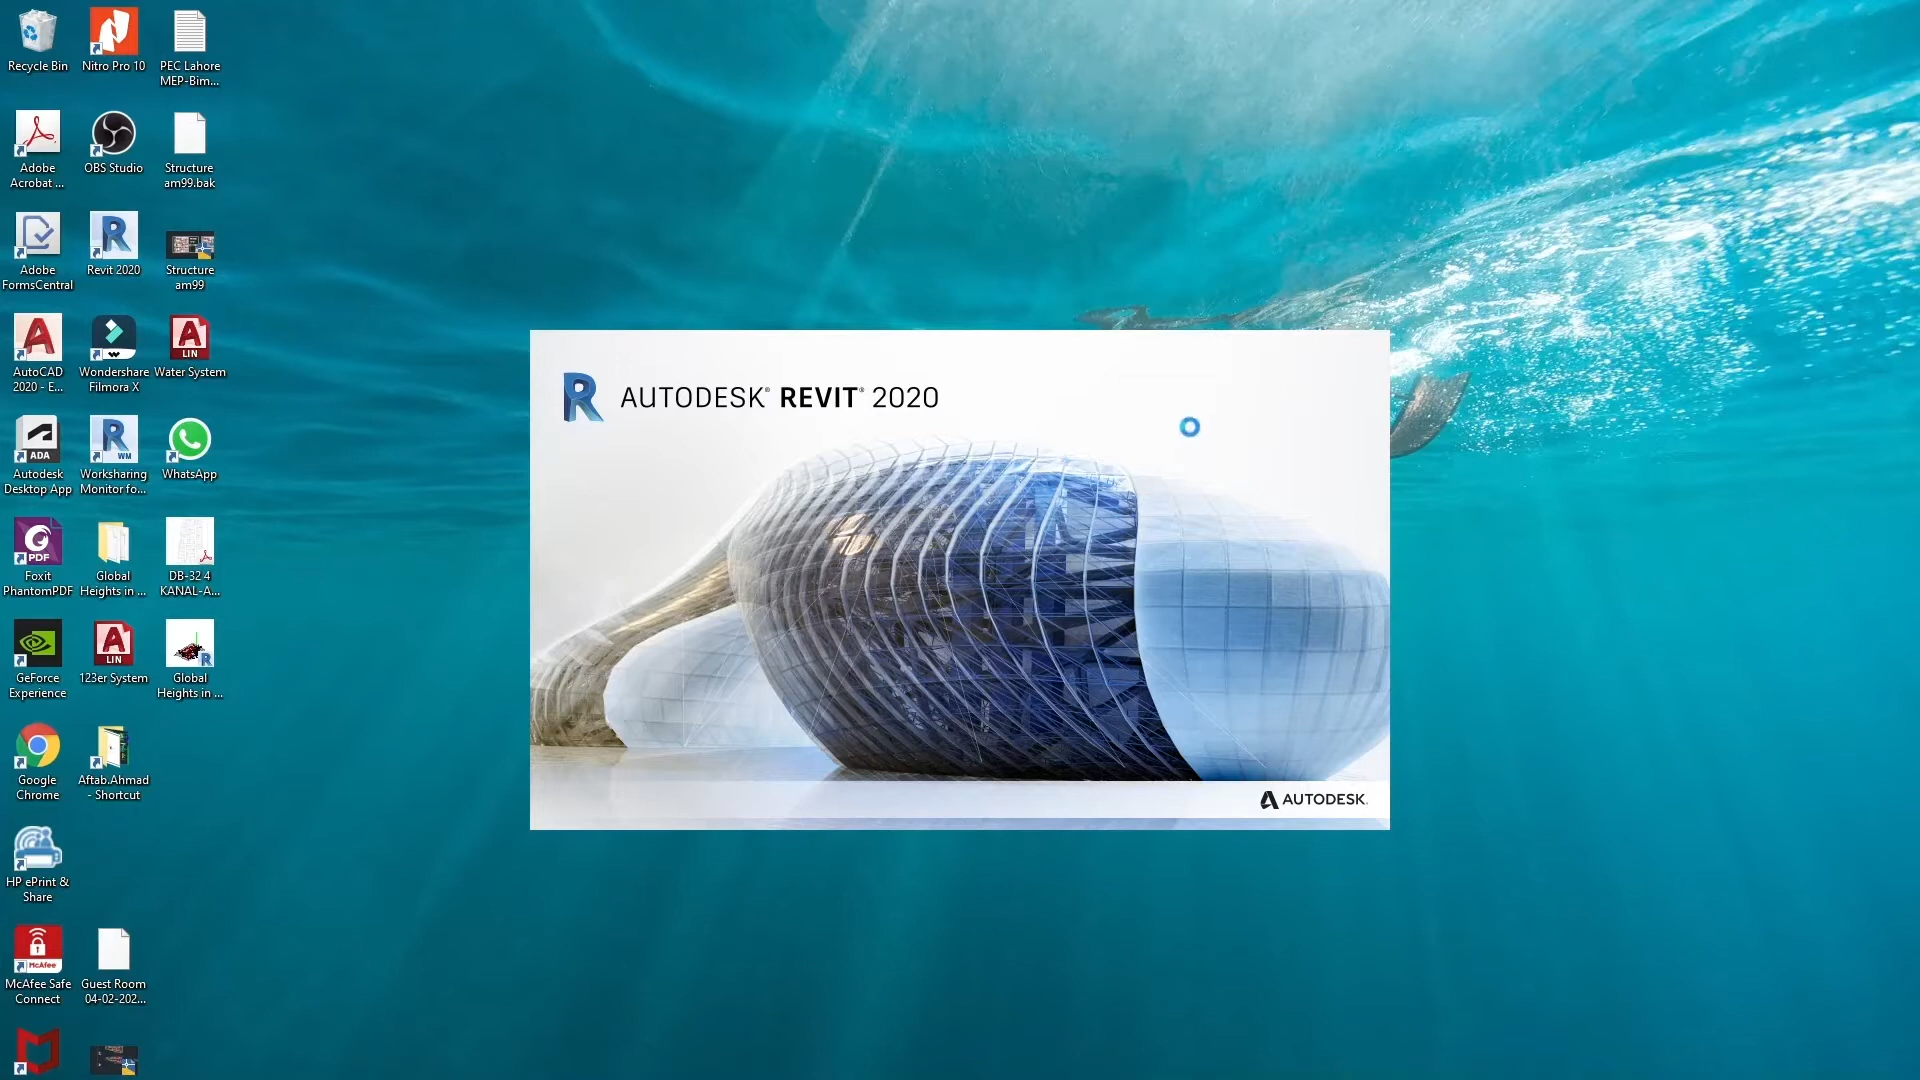 Recycle Bin
Nitro Pro 10
PEC Lahore
MEP-Bim...
Adobe
Acrobat ...
OBS Studio
Structure
am99.bak
Adobe
FormsCentral
Revit 2020
Structure
am99
AutoCAD
2020 - E...
Wondershare
Filmora X
LIN
Water System
ADA
Autodesk
Desktop App
WM
Worksharing
Monitor fo...
WhatsApp
PDF
Foxit
PhantomPDF
Global
Heights in ...
DB-32 4
KANAL-A...
GeForce
Experience
LIN
123er System
Global
Heights in ...
Google
Chrome
Aftab.Ahmad
- Shortcut
HP ePrint &
Share
McAfee
McAfee Safe
Connect
Guest Room
04-02-202...
AUTODESK® REVIT® 2020
AUTODESK.